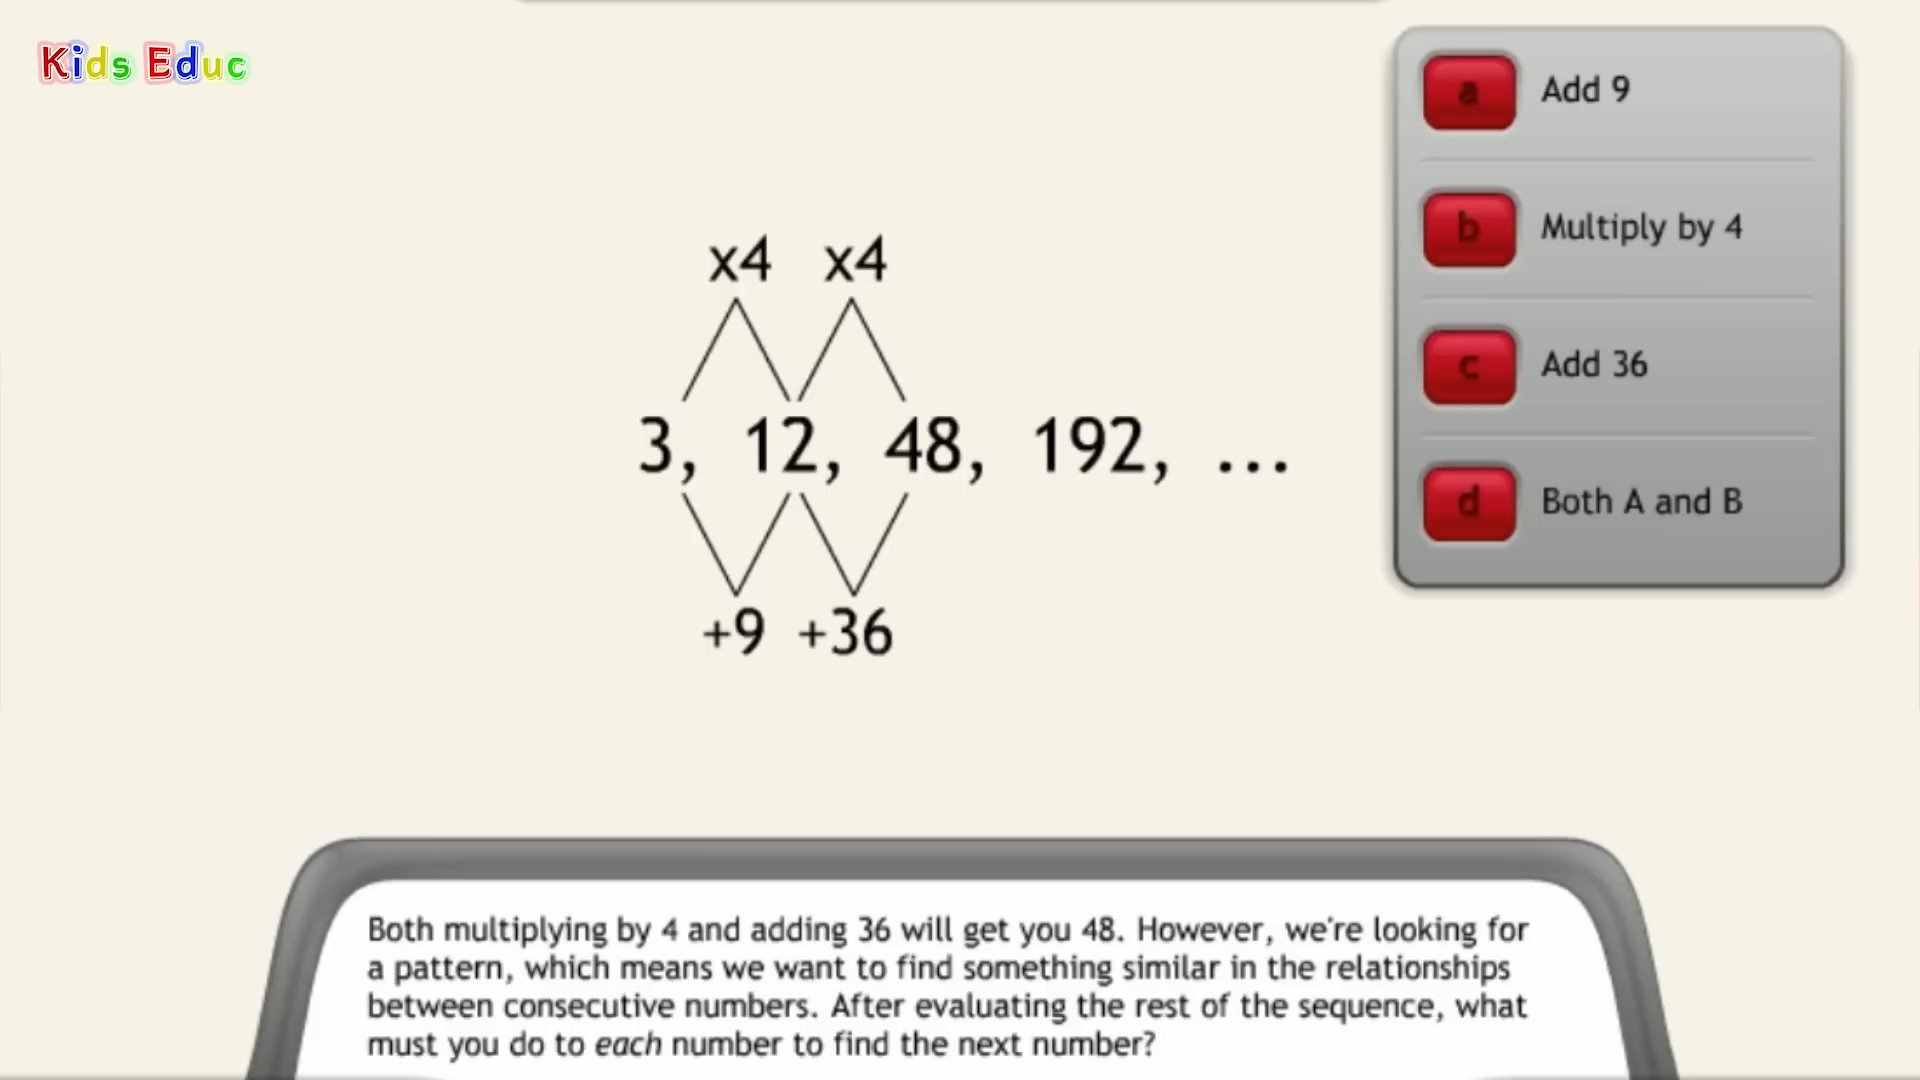 Kids Educ
a Add 9
b Multiply by 4
c Add 36
d Both A and B
x4 x4
3, 12, 48, 192, ...
+9 +36
Both multiplying by 4 and adding 36 will get you 48. However, we're looking for
a pattern, which means we want to find something similar in the relationships
between consecutive numbers. After evaluating the rest of the sequence, what
must you do to each number to find the next number?